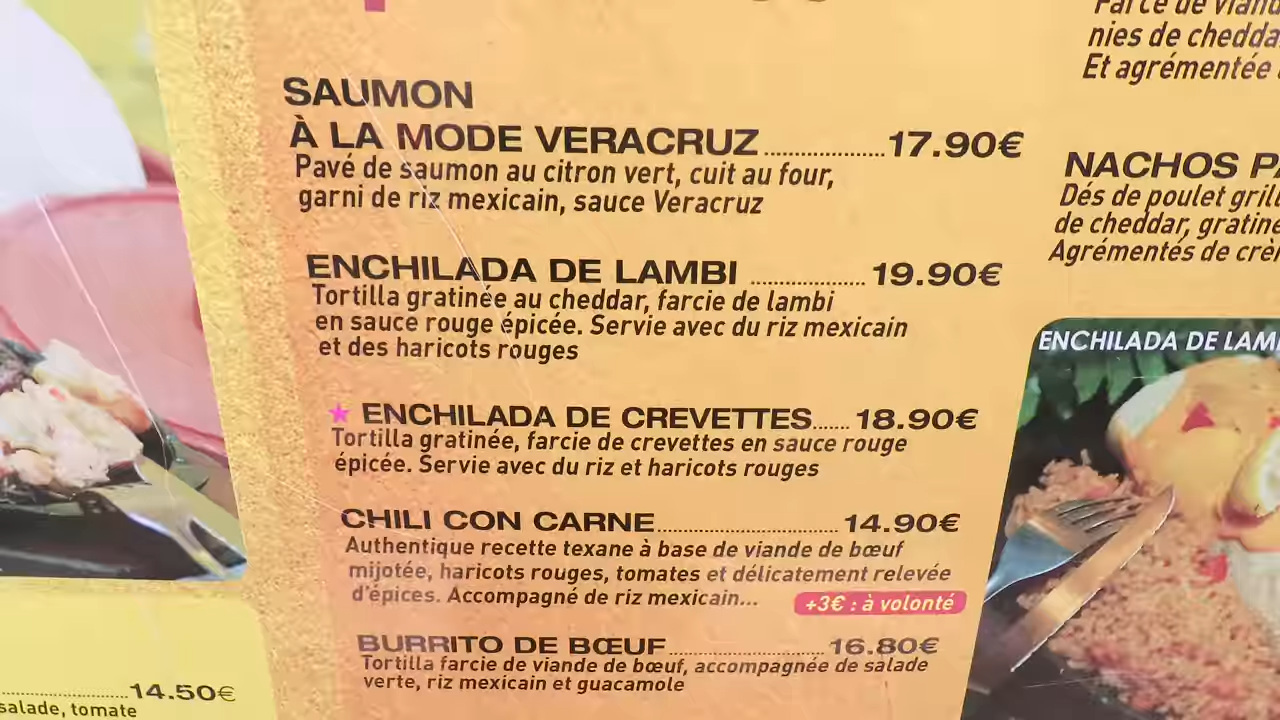 SAUMON
À LA MODE VERACRUZ.................17.90€
Pavé de saumon au citron vert, cuit au four,
garni de riz mexicain, sauce Veracruz
ENCHILADA DE LAMBI ................ 19.90€
Tortilla gratinée au cheddar, farcie de lambi
en sauce rouge épicée. Servie avec du riz mexicain
et des haricots rouges
★ ENCHILADA DE CREVETTES...... 18.90€
Tortilla gratinée, farcie de crevettes en sauce rouge
épicée. Servie avec du riz et haricots rouges
CHILI CON CARNE............................. 14.90€
Authentique recette texane à base de viande de bœuf
mijotée, haricots rouges, tomates et délicatement relevée
d'épices. Accompagné de riz mexicain...
+3€ : à volonté
BURRITO DE BŒUF......................... 16.80€
Tortilla farcie de viande de bœuf, accompagnée de salade
verte, riz mexicain et guacamole
..................14.50€
salade, tomate
Farce de
nies de
Et agrémentée
NACHOS
Dés de poulet
de cheddar,
Agrémentés de
ENCHILADA DE